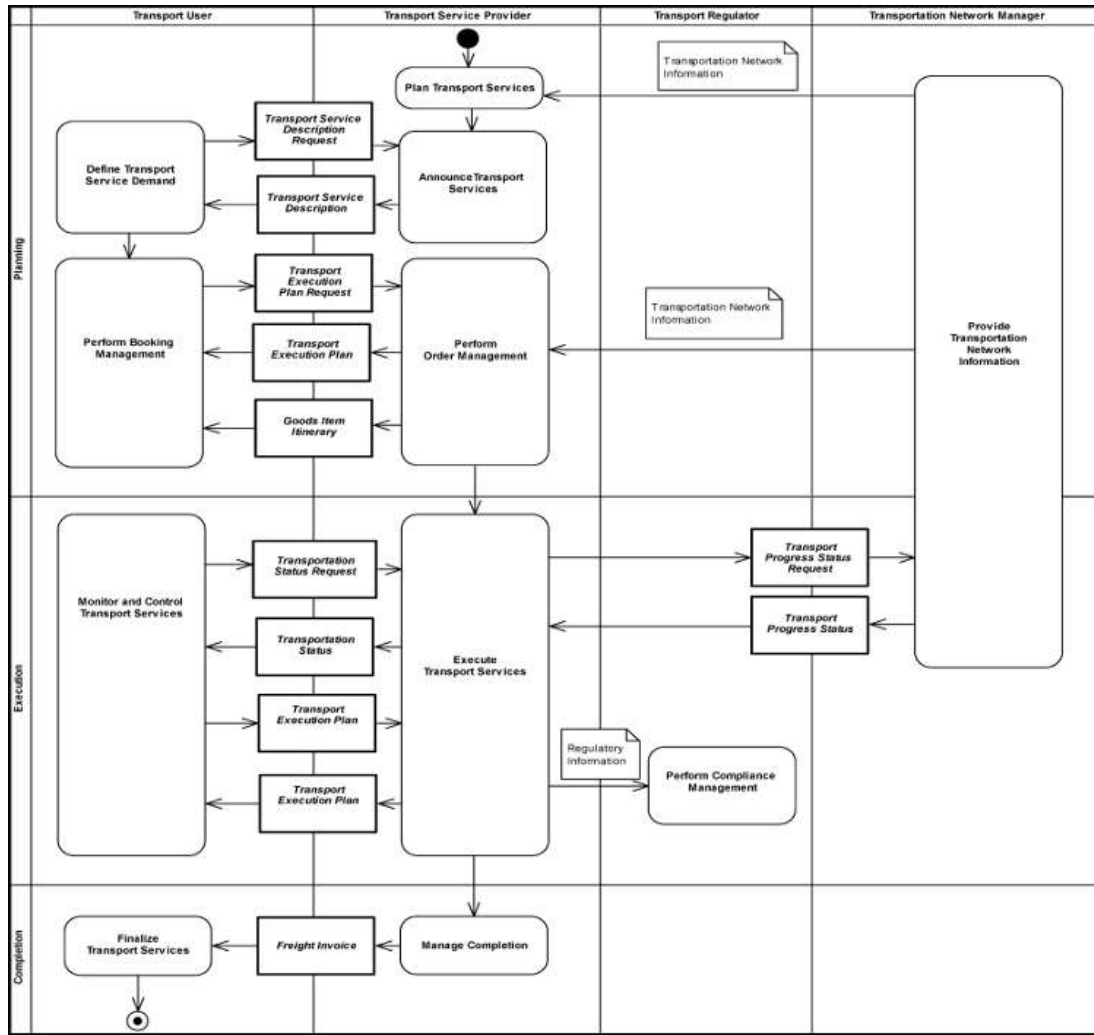 Transport User
Transport Service Provider
Transport Regulator
Transportation Network Manager
Planning
Transportation Network
Information
Plan Transport Services
Transport Service
Description
Request
Define Transport
Service Demand
AnnounceTransport
Services
Transport Service
Description
Transport
Execution
Plan Request
Transportation Network
Information
Perform Booking
Management
Transport
Execution Plan
Perform
Order Management
Provide
Transportation
Network
Information
Goods Item
Itinerary
Execution
Transportation
Status Request
Transport
Progress Status
Request
Monitor and Control
Transport Services
Transport
Progress Status
Transportation
Status
Execute
Transport Services
Transport
Execution Plan
Regulatory
Information
Transport
Execution Plan
Perform Compliance
Management
Completion
Finalize
Transport Services
Freight Invoice
Manage Completion